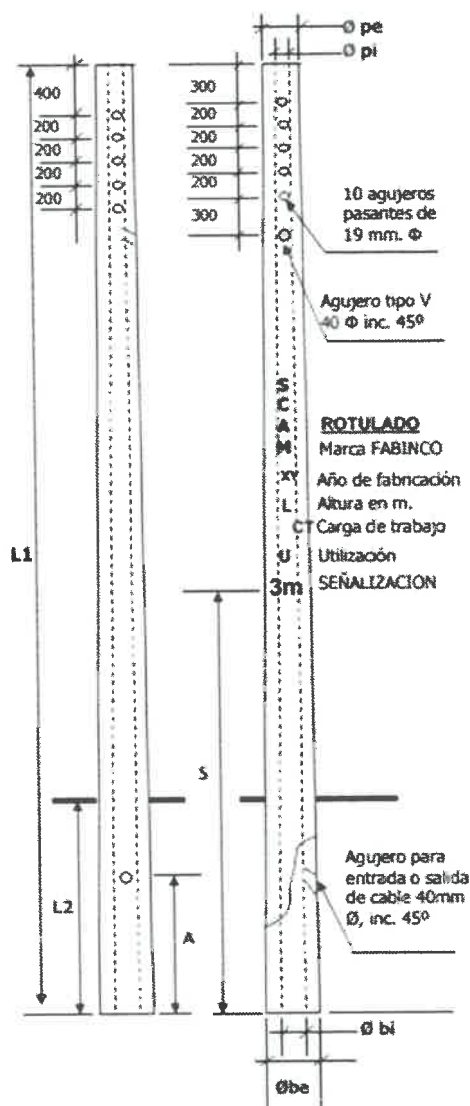 Ø pe
Ø pi
400
200
200
200
200
300
200
200
200
200
300
10 agujeros
pasantes de
19 mm. Φ
Agujero tipo V
40 Φ inc. 45º
S
C
A
M
ROTULADO
Marca FABINCO
XY Año de fabricación
L Altura en m.
CT Carga de trabajo
U Utilización
3m SEÑALIZACION
L1
S
L2
A
Agujero para
entrada o salida
de cable 40mm
Ø, inc. 45º
Ø bi
Øbe